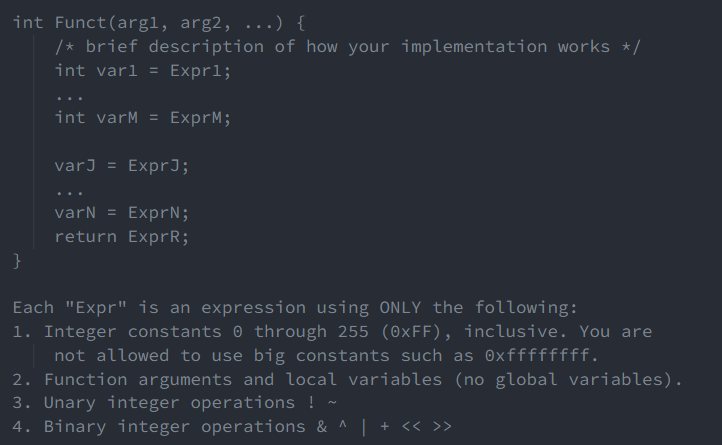 int Funct(arg1, arg2, ...) {
/* brief description of how your implementation works */
int var1 = Expr1;
...
int varM = ExprM;
varJ = ExprJ;
...
varN = ExprN;
return ExprR;
}
Each "Expr" is an expression using ONLY the following:
1. Integer constants 0 through 255 (0xFF), inclusive. You are
not allowed to use big constants such as 0xffffffff.
2. Function arguments and local variables (no global variables).
3. Unary integer operations ! ~
4. Binary integer operations & ^ | + << >>